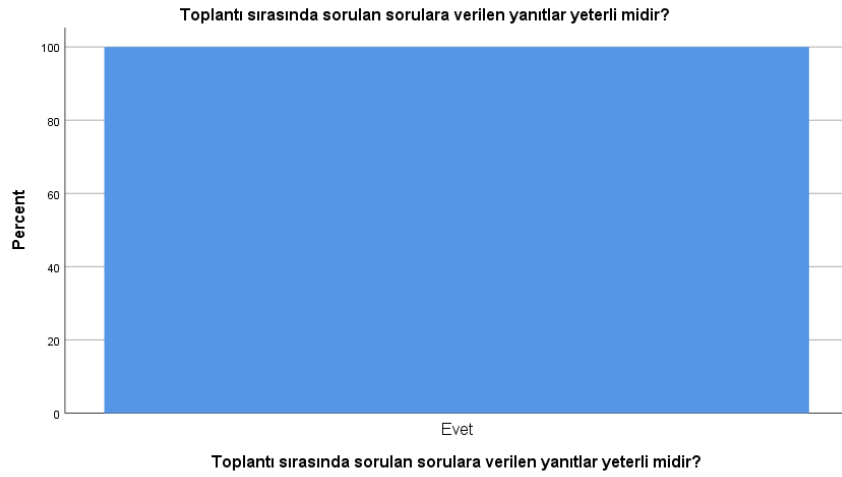 Toplantı sırasında sorulan sorulara verilen yanıtlar yeterli midir?
100
80
60
40
20
0
Percent
Evet
Toplantı sırasında sorulan sorulara verilen yanıtlar yeterli midir?